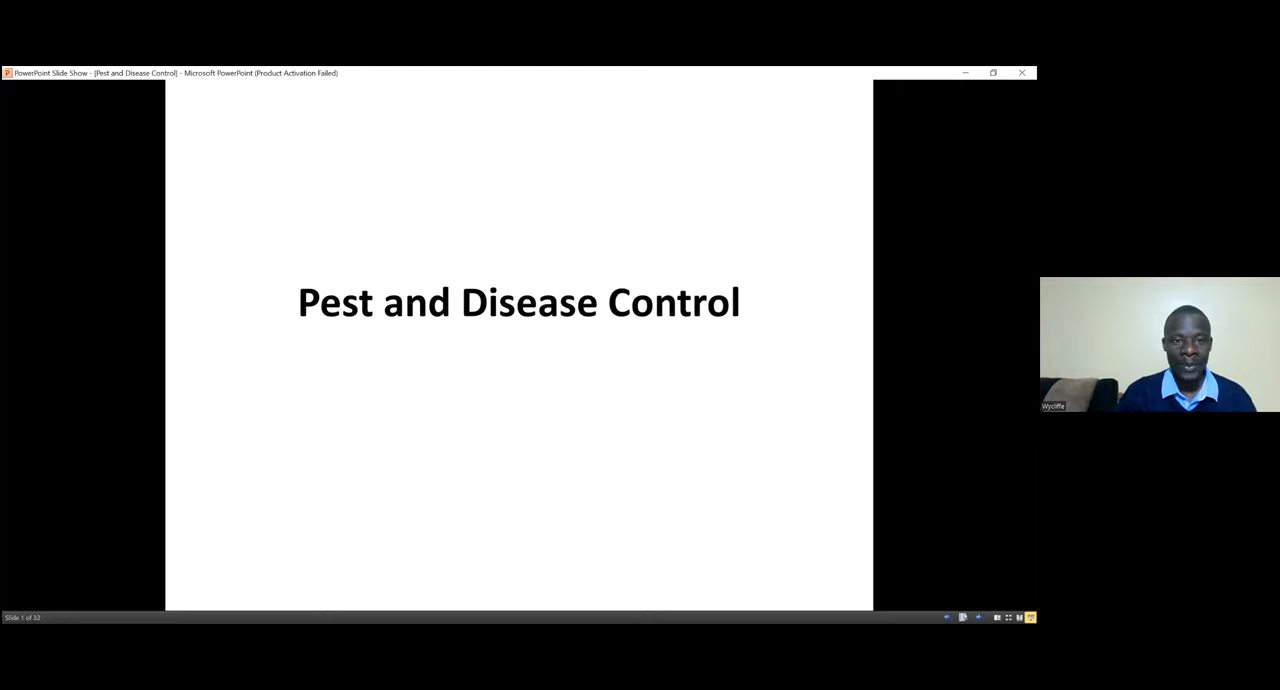 PowerPoint Slide Show - [Pest and Disease Control] - Microsoft PowerPoint (Product Activation Failed)
Pest and Disease Control
Wycliffe
Slide 1 of 32